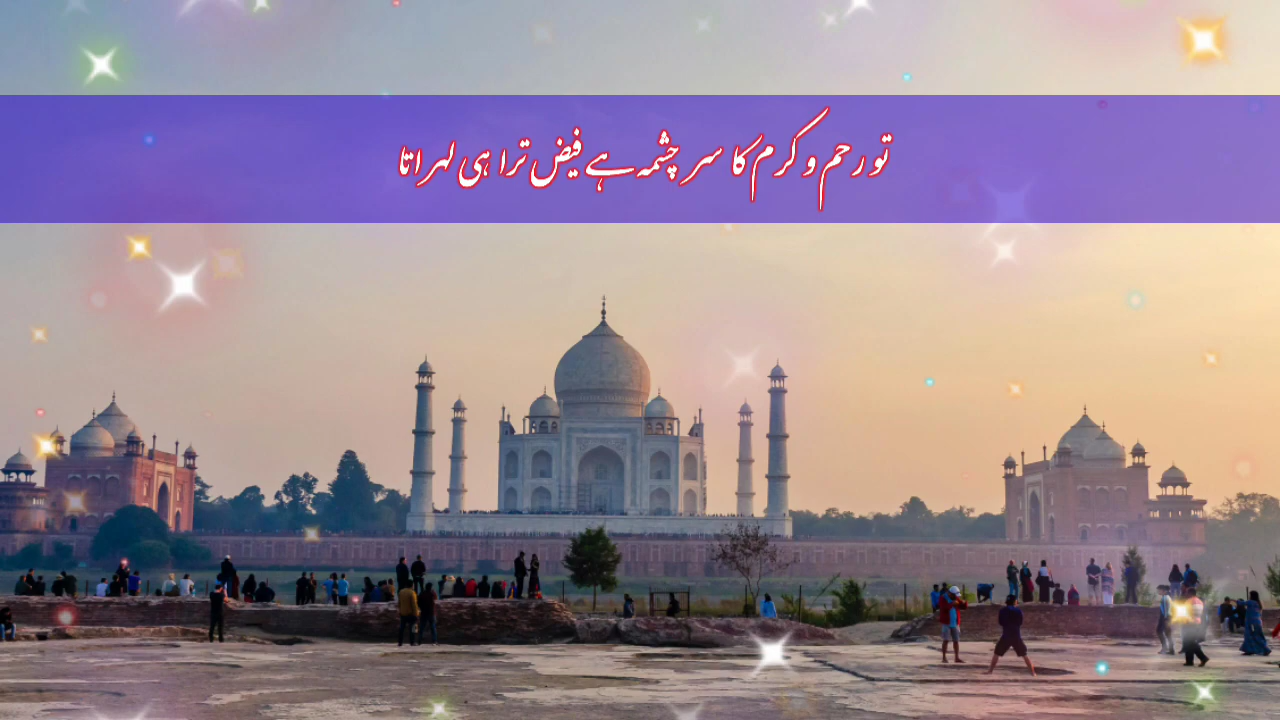 تو رحم و کرم کا سر چشمہ ہے فیض ترا ہی لہراتا